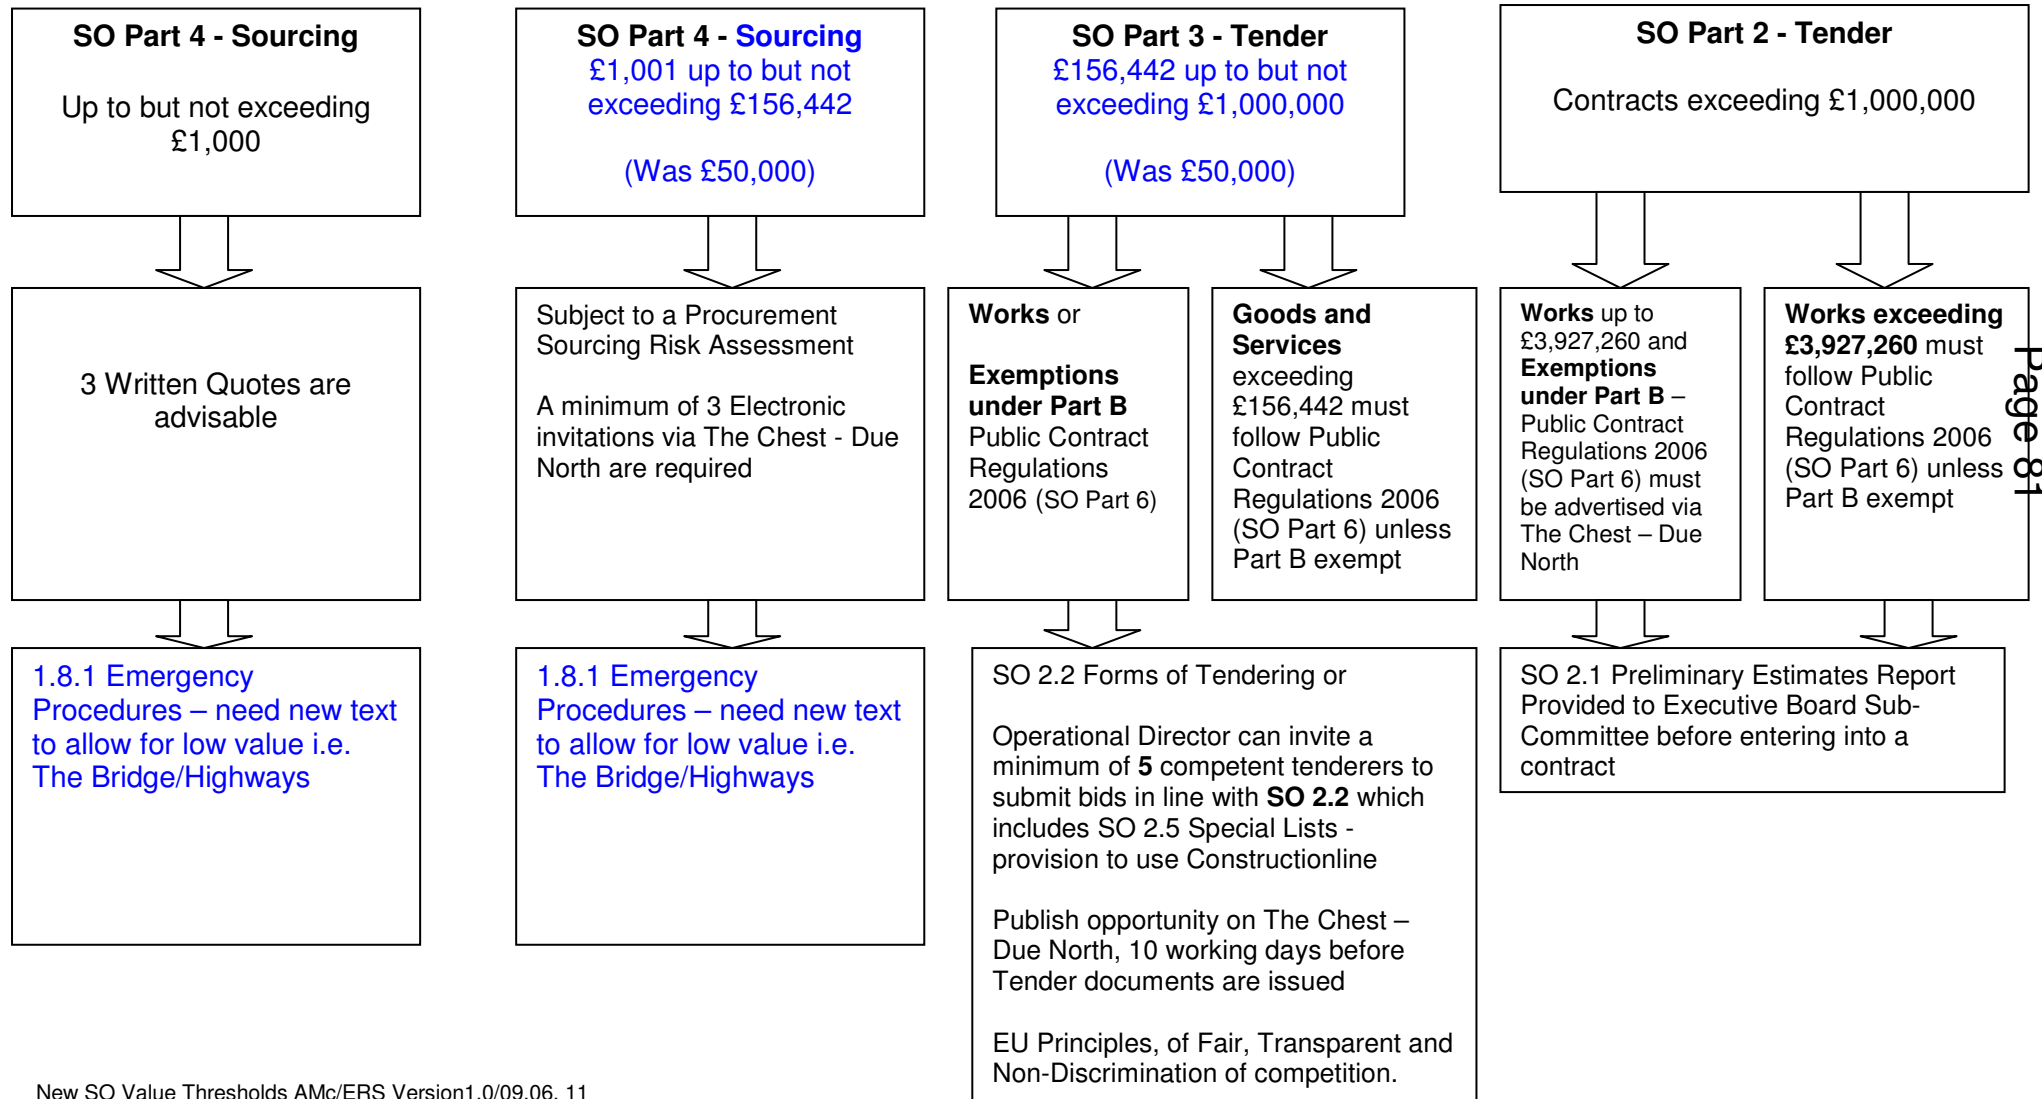 SO Part 4 - Sourcing
Up to but not exceeding
£1,000
SO Part 4 - Sourcing
£1,001 up to but not
exceeding £156,442
(Was £50,000)
SO Part 3 - Tender
£156,442 up to but not
exceeding £1,000,000
(Was £50,000)
SO Part 2 - Tender
Contracts exceeding £1,000,000
3 Written Quotes are
advisable
Subject to a Procurement
Sourcing Risk Assessment
A minimum of 3 Electronic
invitations via The Chest - Due
North are required
Works or
Exemptions
under Part B
Public Contract
Regulations
2006 (SO Part 6)
Goods and
Services
exceeding
£156,442 must
follow Public
Contract
Regulations 2006
(SO Part 6) unless
Part B exempt
Works up to
£3,927,260 and
Exemptions
under Part B –
Public Contract
Regulations 2006
(SO Part 6) must
be advertised via
The Chest – Due
North
Works exceeding
£3,927,260 must
follow Public
Contract
Regulations 2006
(SO Part 6) unless
Part B exempt
Page 81
1.8.1 Emergency
Procedures – need new text
to allow for low value i.e.
The Bridge/Highways
1.8.1 Emergency
Procedures – need new text
to allow for low value i.e.
The Bridge/Highways
SO 2.2 Forms of Tendering or
Operational Director can invite a
minimum of 5 competent tenderers to
submit bids in line with SO 2.2 which
includes SO 2.5 Special Lists -
provision to use Constructionline
Publish opportunity on The Chest –
Due North, 10 working days before
Tender documents are issued
EU Principles, of Fair, Transparent and
Non-Discrimination of competition.
SO 2.1 Preliminary Estimates Report
Provided to Executive Board Sub-
Committee before entering into a
contract
New SO Value Thresholds AMc/ERS Version1.0/09.06. 11